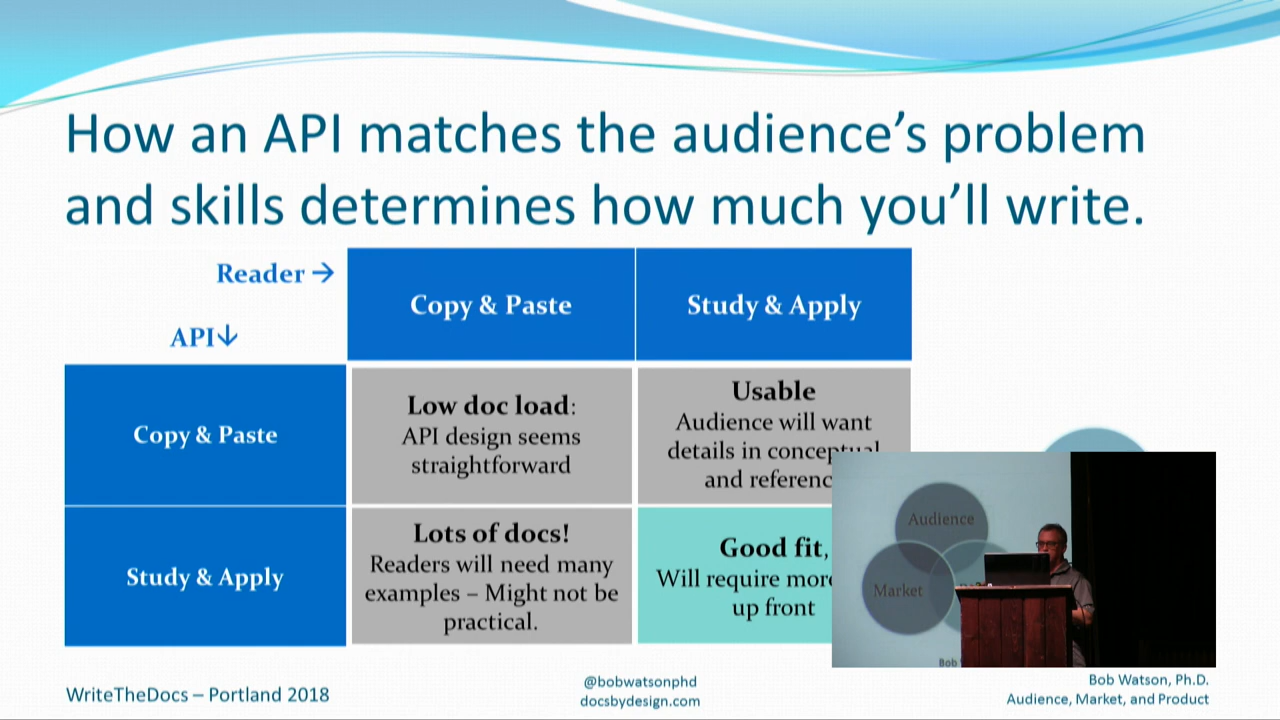 How an API matches the audience’s problem
and skills determines how much you’ll write.
Reader →
API↓
Copy & Paste
Study & Apply
Copy & Paste
Low doc load:
API design seems
straightforward
Usable
Audience will want
details in conceptual
and
Study & Apply
Lots of docs!
Readers will need many
examples – Might not be
practical.
Good fit,
Will require more
up front
Audience
Market
Bob
WriteTheDocs – Portland 2018
@bobwatsonphd
docsbydesign.com
Bob Watson, Ph.D.
Audience, Market, and Product